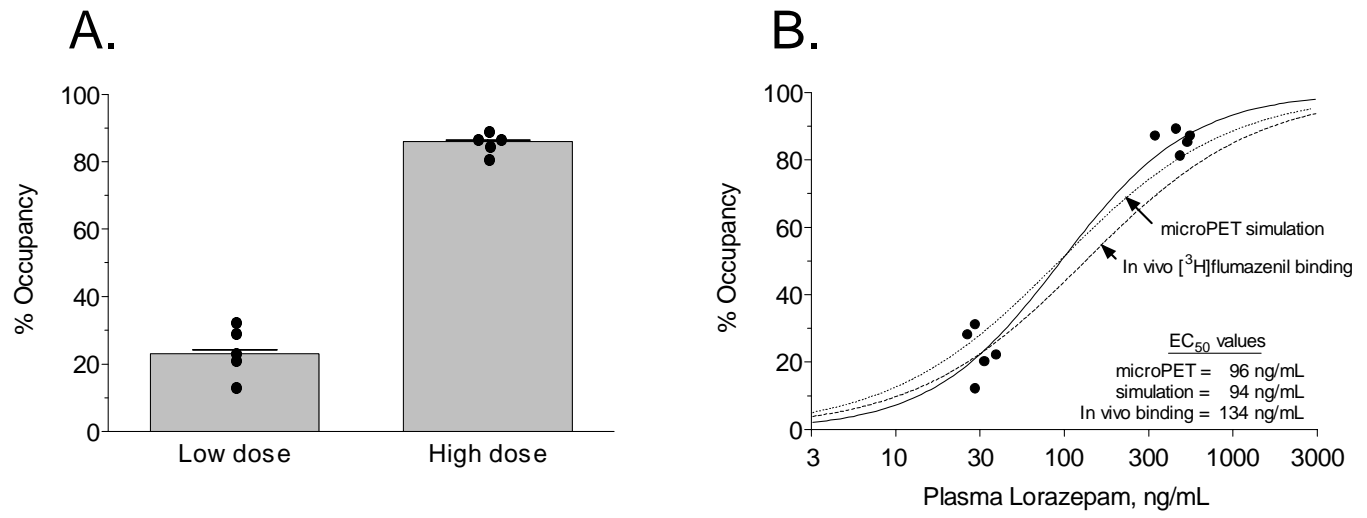 A.
100
80
60
40
20
0
% Occupancy
Low dose
High dose
B.
100
80
60
40
20
0
% Occupancy
microPET simulation
In vivo [³H]flumazenil binding
EC₅₀ values
microPET = 96 ng/mL
simulation = 94 ng/mL
In vivo binding = 134 ng/mL
3 10 30 100 300 1000 3000
Plasma Lorazepam, ng/mL